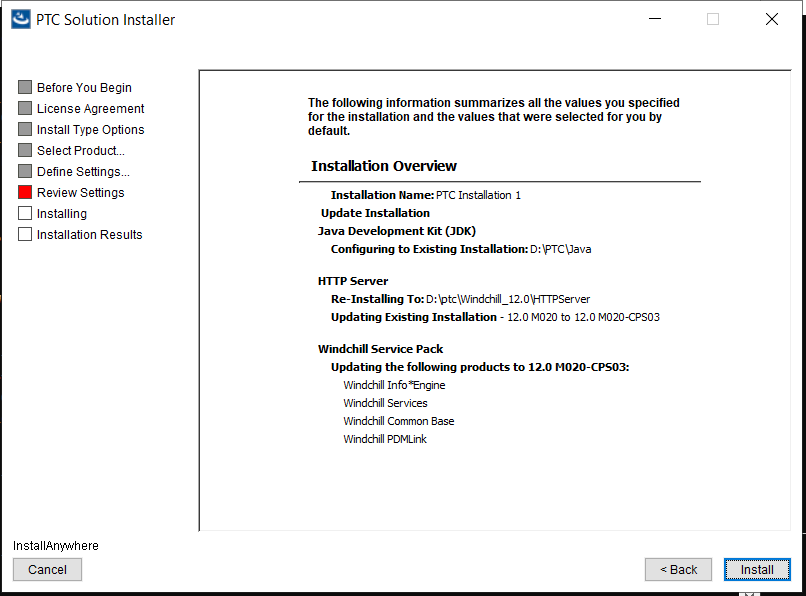 PTC Solution Installer
Before You Begin
License Agreement
Install Type Options
Select Product...
Define Settings...
Review Settings
Installing
Installation Results
The following information summarizes all the values you specified
for the installation and the values that were selected for you by
default.
Installation Overview
Installation Name: PTC Installation 1
Update Installation
Java Development Kit (JDK)
Configuring to Existing Installation: D:\PTC\Java
HTTP Server
Re-Installing To: D:\ptc\Windchill_12.0\HTTPServer
Updating Existing Installation - 12.0 M020 to 12.0 M020-CPS03
Windchill Service Pack
Updating the following products to 12.0 M020-CPS03:
Windchill Info*Engine
Windchill Services
Windchill Common Base
Windchill PDMLink
InstallAnywhere
Cancel
< Back
Install